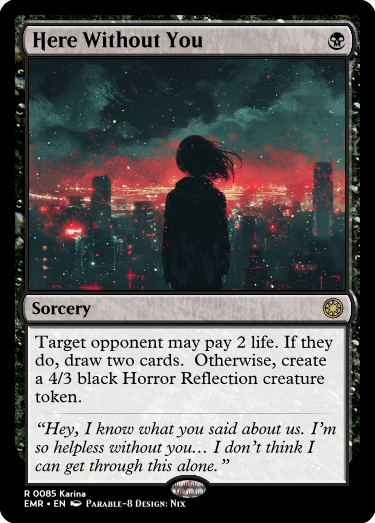 Here Without You
Sorcery
Target opponent may pay 2 life. If they
do, draw two cards.  Otherwise, create
a 4/3 black Horror Reflection creature
token.
“Hey, I know what you said about us. I’m
so helpless without you… I don’t think I
can get through this alone.”
R 0085 Karina
EMR • EN Parable-8 Design: Nix